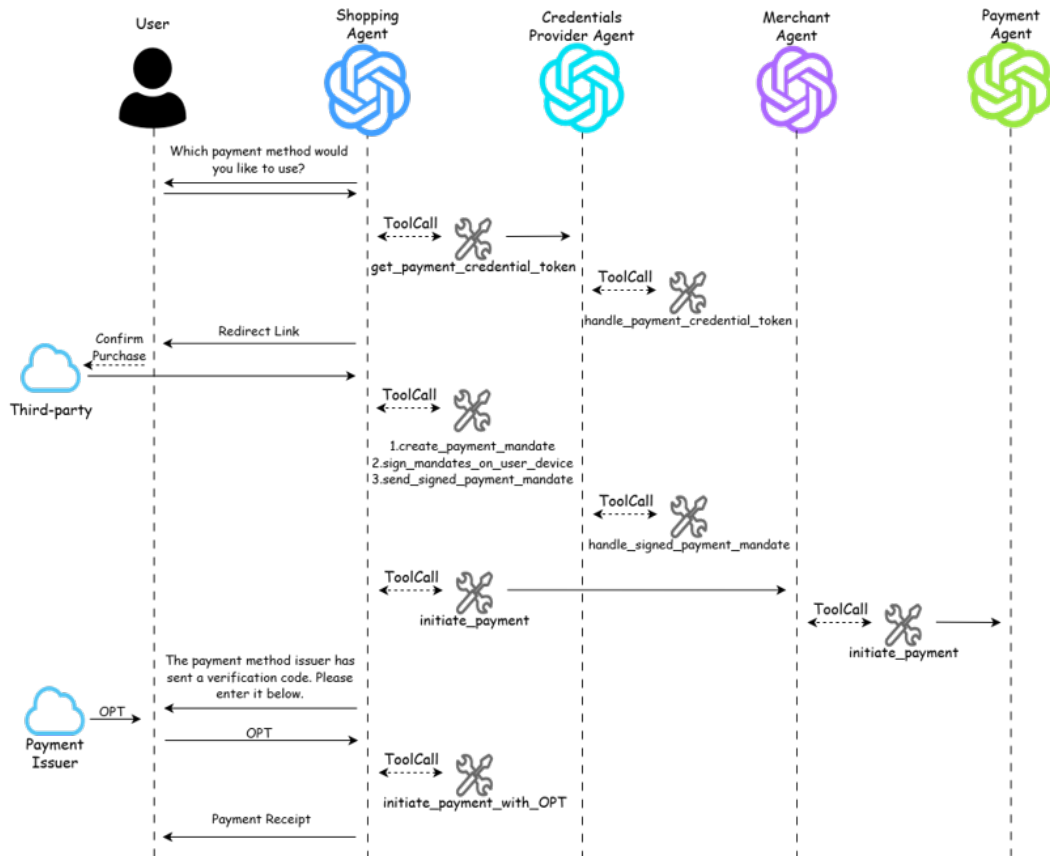 User
Shopping
Agent
Credentials
Provider Agent
Merchant
Agent
Payment
Agent
Which payment method would
you like to use?
ToolCall
get_payment_credential_token
ToolCall
handle_payment_credential_token
Redirect Link
Confirm
Purchase
Third-party
ToolCall
1.create_payment_mandate
2.sign_mandates_on_user_device
3.send_signed_payment_mandate
ToolCall
handle_signed_payment_mandate
ToolCall
initiate_payment
ToolCall
initiate_payment
The payment method issuer has
sent a verification code. Please
enter it below.
OPT
Payment
Issuer
OPT
ToolCall
initiate_payment_with_OPT
Payment Receipt